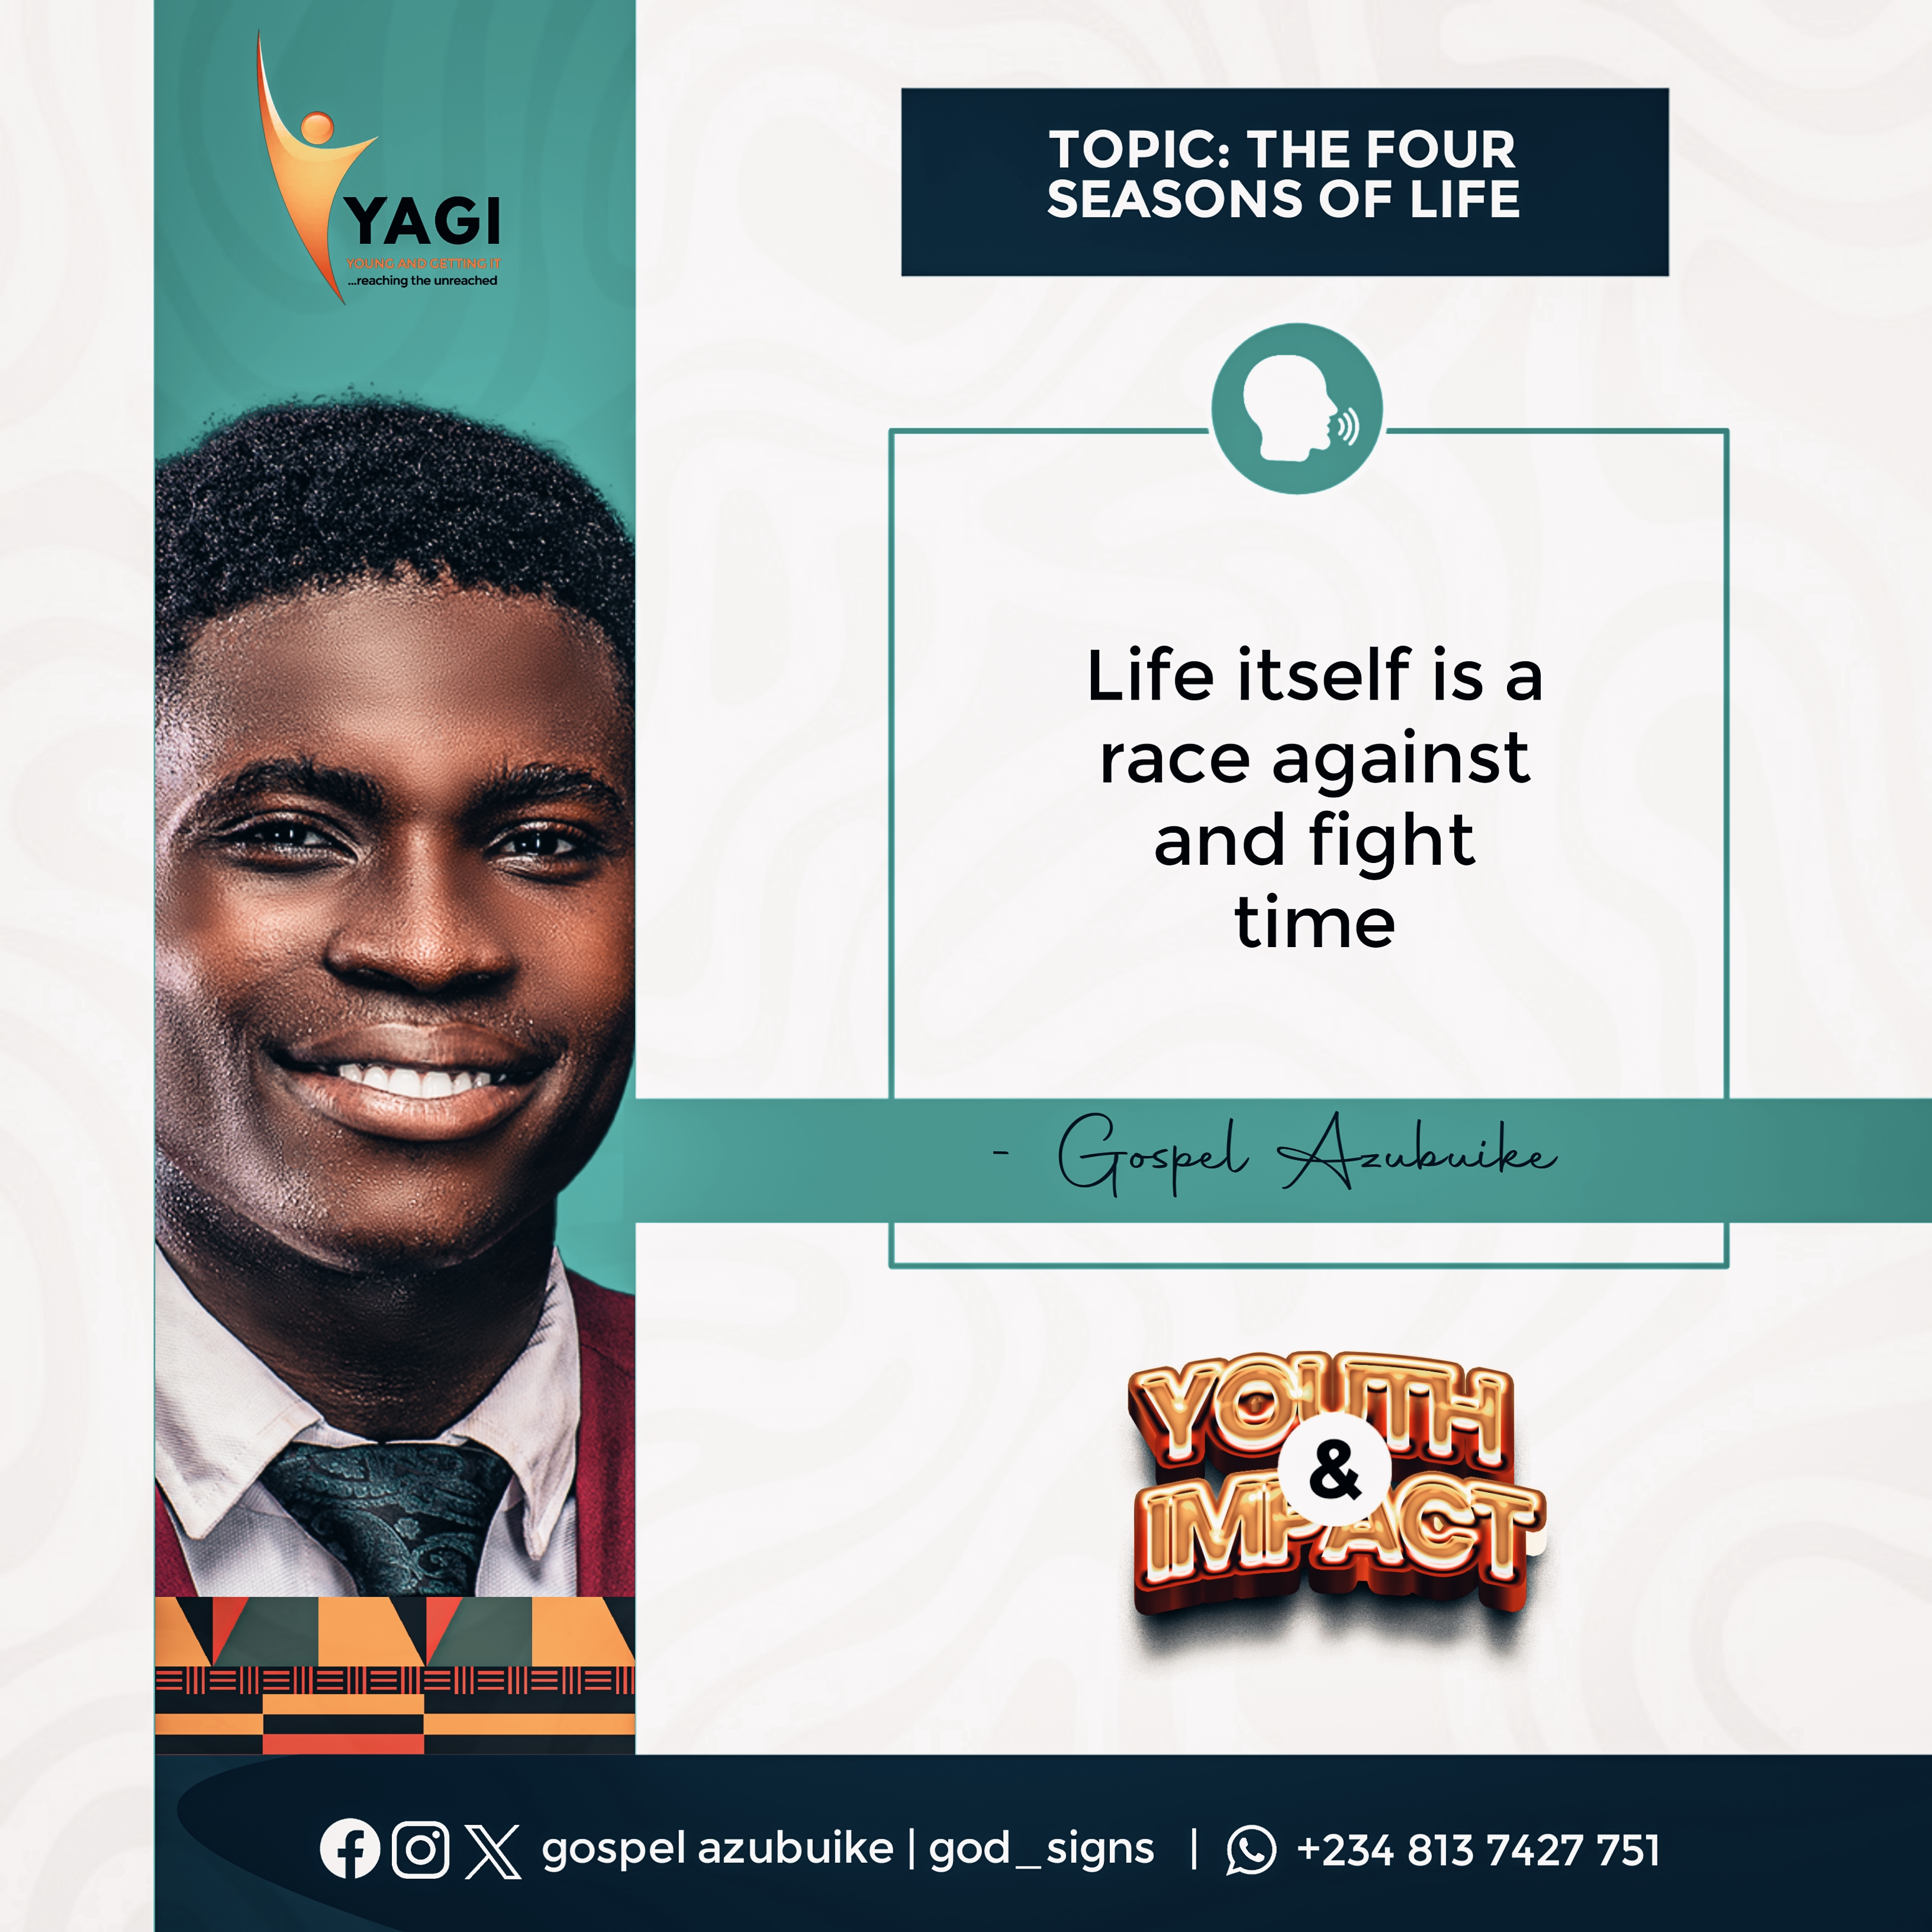 YAGI
YOUNG AND GETTING IT
...reaching the unreached
TOPIC: THE FOUR
SEASONS OF LIFE
Life itself is a
race against
and fight
time
- Gospel Azubuike
YOUTH
&
IMPACT
gospel azubuike | god_signs | +234 813 7427 751